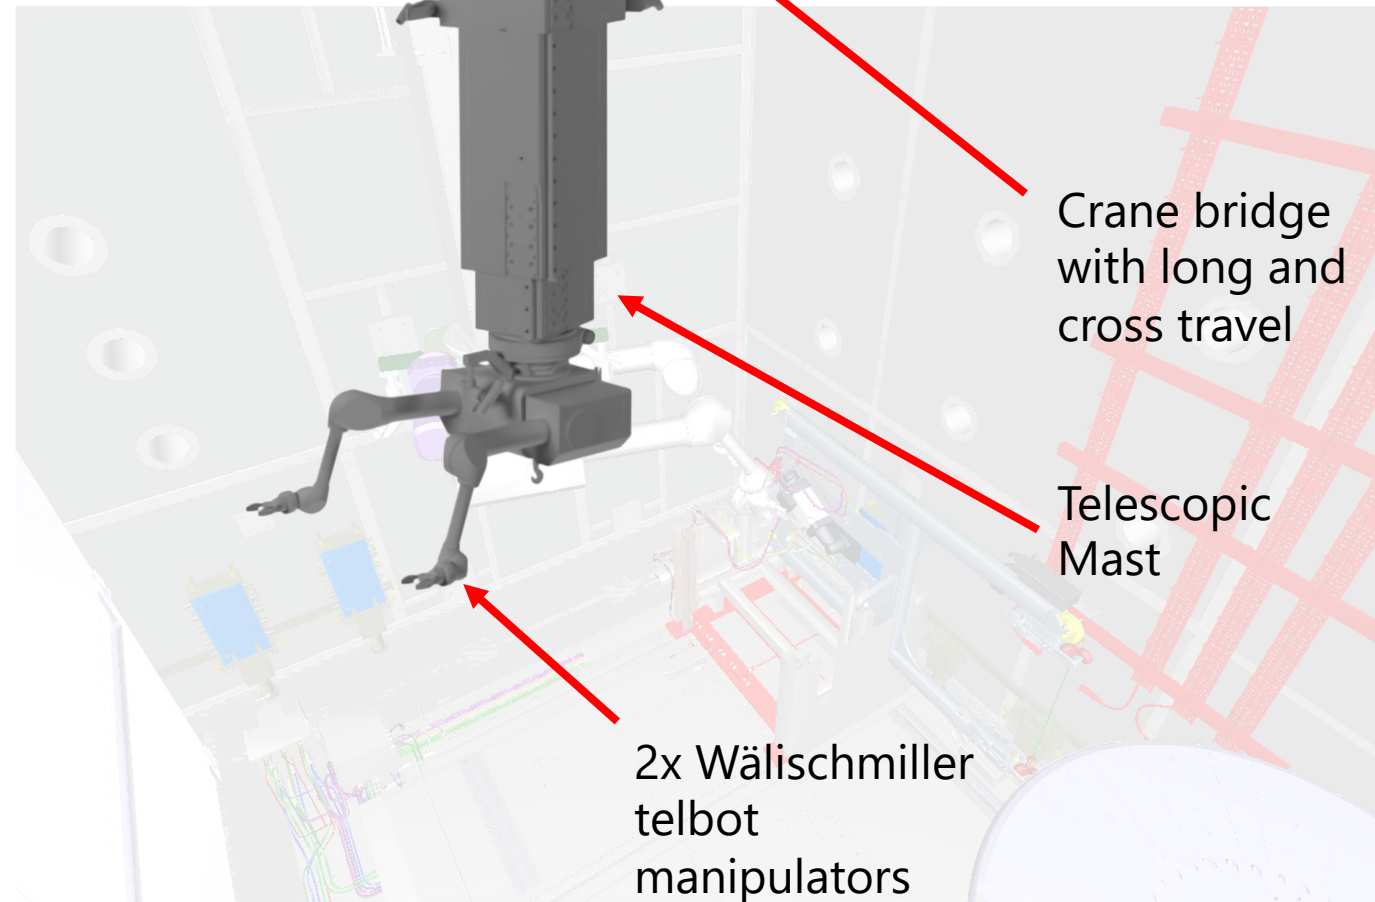 Crane bridge
with long and
cross travel
Telescopic
Mast
2x Wälischmiller
telbot
manipulators